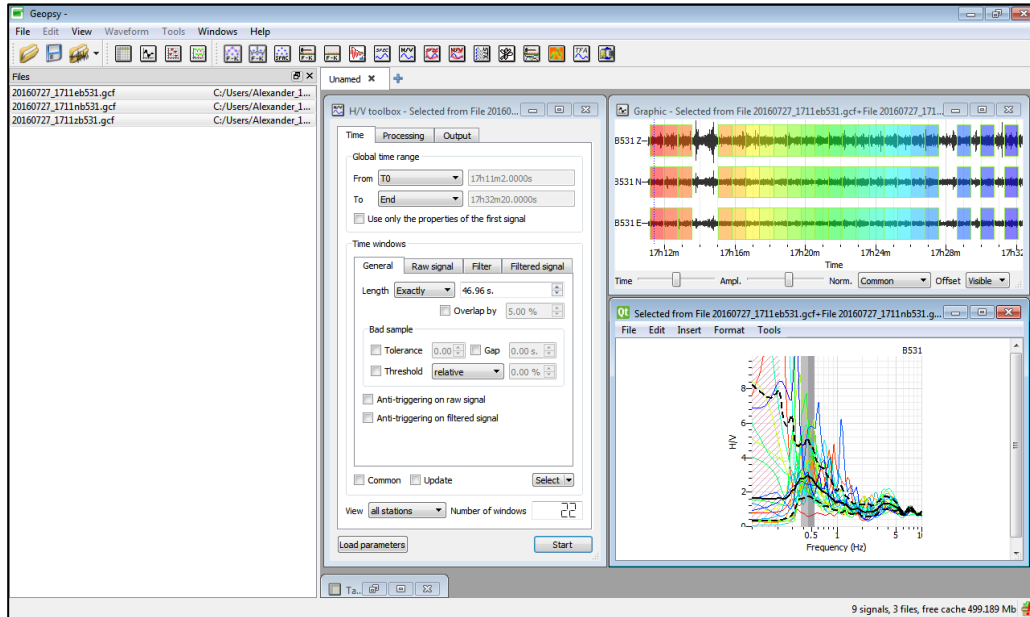 Geopsy -
File Edit View Waveform Tools Windows Help
Files
20160727_1711eb531.gcf C:/Users/Alexander_1...
20160727_1711nb531.gcf C:/Users/Alexander_1...
20160727_1711zb531.gcf C:/Users/Alexander_1...
Unamed
H/V toolbox - Selected from File 20160...
Time Processing Output
Global time range
From T0 17h11m2.0000s
To End 17h32m20.0000s
Use only the properties of the first signal
Time windows
General Raw signal Filter Filtered signal
Length Exactly 46.96 s.
Overlap by 5.00 %
Bad sample
Tolerance 0.00 Gap 0.00 s.
Threshold relative 0.00 %
Anti-triggering on raw signal
Anti-triggering on filtered signal
Common Update Select
View all stations Number of windows 22
Load parameters Start
Ta..
Graphic - Selected from File 20160727_1711eb531.gcf+File 20160727_171...
B531 Z
B531 N
B531 E
17h12m 17h16m 17h20m 17h24m 17h28m 17h32
Time
Time Ampl. Norm. Common Offset Visible
Qt Selected from File 20160727_1711eb531.gcf+File 20160727_1711nb531.g...
File Edit Insert Format Tools
B531
8
6
4
2
0
H/V
0.5 1 5 1
Frequency (Hz)
9 signals, 3 files, free cache 499.189 Mb